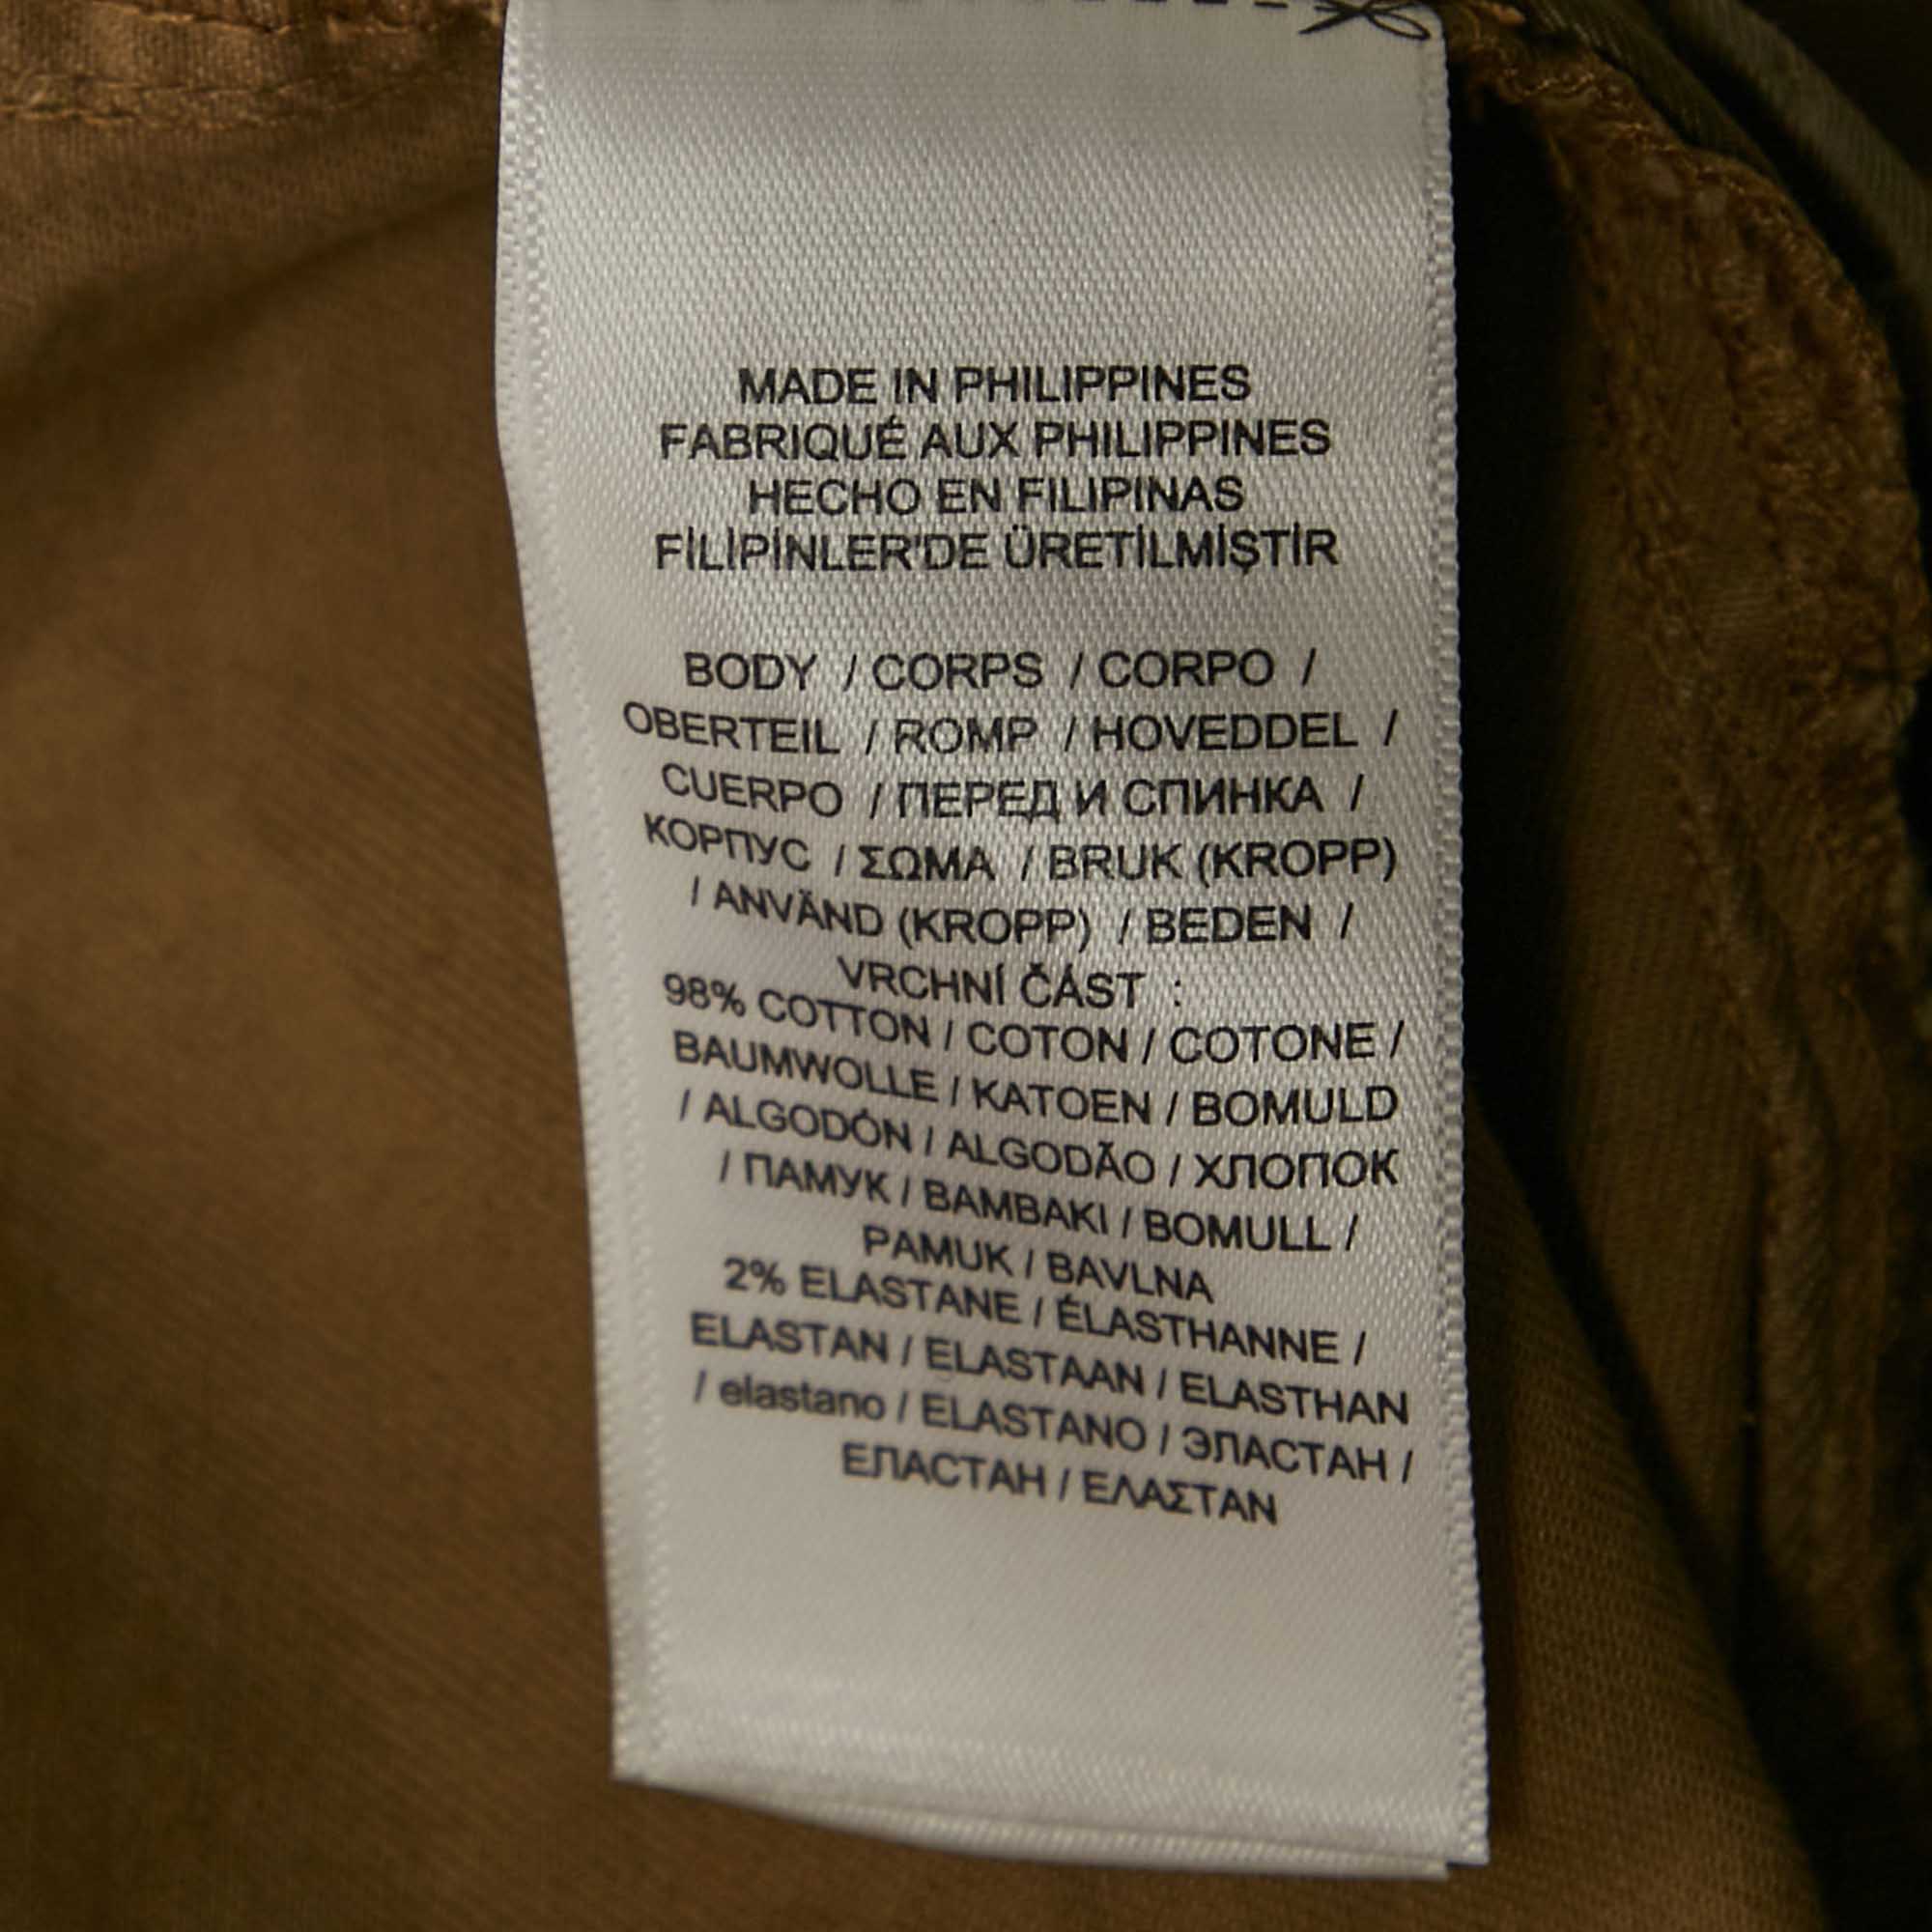 MADE IN PHILIPPINES
FABRIQUÉ AUX PHILIPPINES
HECHO EN FILIPINAS
FİLİPİNLER'DE ÜRETİLMİŞTİR
BODY / CORPS / CORPO /
OBERTEIL / ROMP / HOVEDDEL /
CUERPO / ПЕРЕД И СПИНКА /
КОРПУС / ΣΩΜΑ / BRUK (KROPP)
/ ANVÄND (KROPP) / BEDEN /
VRCHNÍ ČÁST :
98% COTTON / COTON / COTONE /
BAUMWOLLE / KATOEN / BOMULD
/ ALGODÓN / ALGODÃO / ХЛОПОК
/ ПАМУК / BAMBAKI / BOMULL /
PAMUK / BAVLNA
2% ELASTANE / ÉLASTHANNE /
ELASTAN / ELASTAAN / ELASTHAN
/ elastano / ELASTANO / ЭЛАСТАН /
ЕЛАСТАН / ΕΛΑΣΤΑΝ